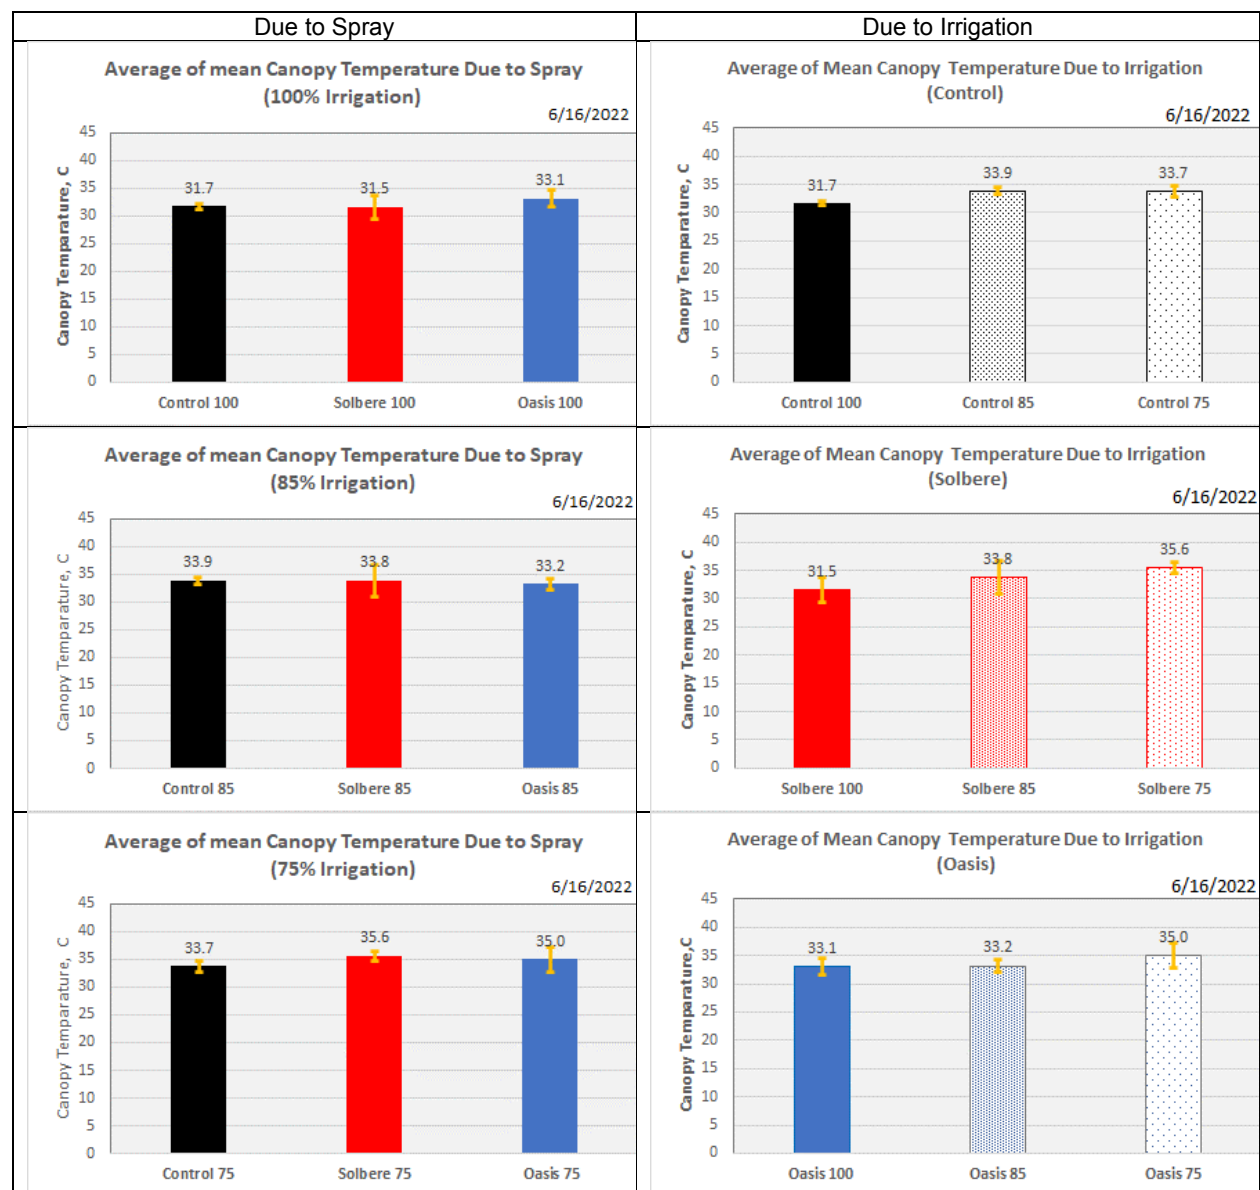 Due to Spray
Due to Irrigation
Average of mean Canopy Temperature Due to Spray
(100% Irrigation)
6/16/2022
Canopy Temparature, C
45
40
35
30
25
20
15
10
5
0
31.7
31.5
33.1
Control 100
Solbere 100
Oasis 100
Average of Mean Canopy Temperature Due to Irrigation
(Control)
6/16/2022
Canopy Temparature, C
45
40
35
30
25
20
15
10
5
0
31.7
33.9
33.7
Control 100
Control 85
Control 75
Average of mean Canopy Temperature Due to Spray
(85% Irrigation)
6/16/2022
Canopy Temparature, C
45
40
35
30
25
20
15
10
5
0
33.9
33.8
33.2
Control 85
Solbere 85
Oasis 85
Average of Mean Canopy Temperature Due to Irrigation
(Solbere)
6/16/2022
Canopy Temparature, C
45
40
35
30
25
20
15
10
5
0
31.5
33.8
35.6
Solbere 100
Solbere 85
Solbere 75
Average of mean Canopy Temperature Due to Spray
(75% Irrigation)
6/16/2022
Canopy Temparature, C
45
40
35
30
25
20
15
10
5
0
33.7
35.6
35.0
Control 75
Solbere 75
Oasis 75
Average of Mean Canopy Temperature Due to Irrigation
(Oasis)
6/16/2022
Canopy Temparature,C
45
40
35
30
25
20
15
10
5
0
33.1
33.2
35.0
Oasis 100
Oasis 85
Oasis 75